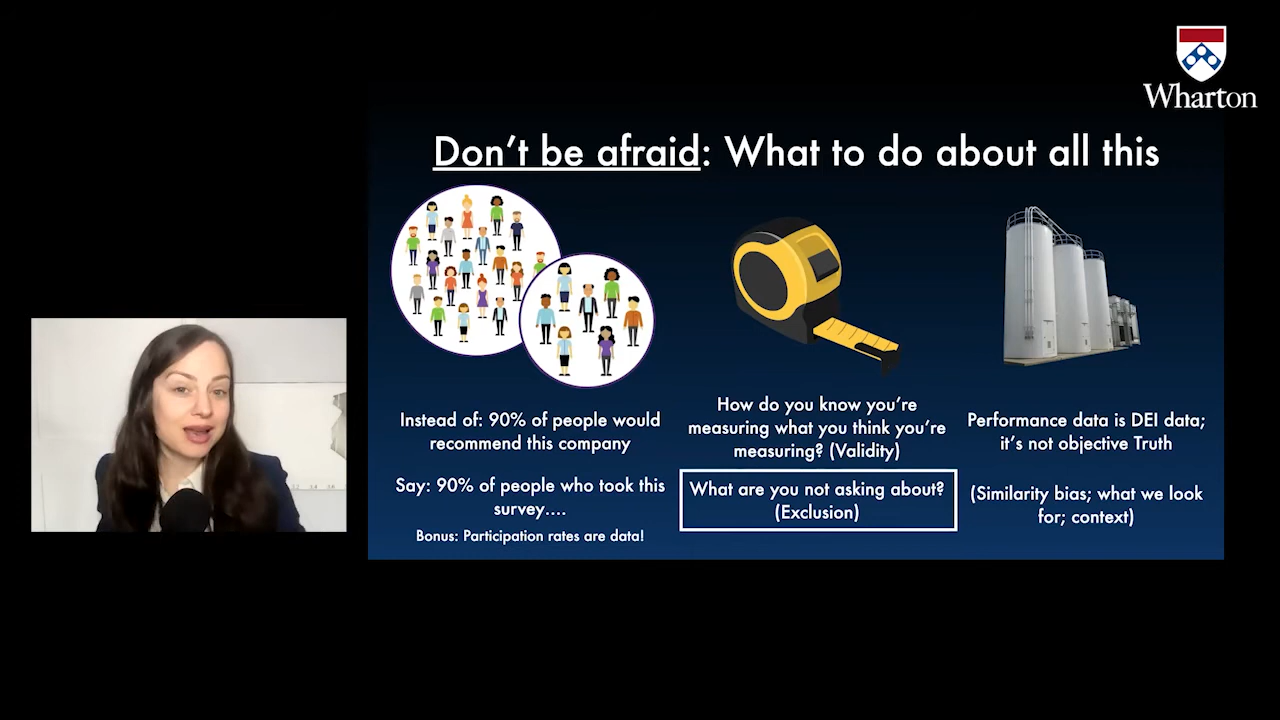 Wharton
Don't be afraid: What to do about all this
Instead of: 90% of people would
recommend this company
Say: 90% of people who took this
survey....
Bonus: Participation rates are data!
How do you know you're
measuring what you think you're
measuring? (Validity)
What are you not asking about?
(Exclusion)
Performance data is DEI data;
it's not objective Truth
(Similarity bias; what we look
for; context)